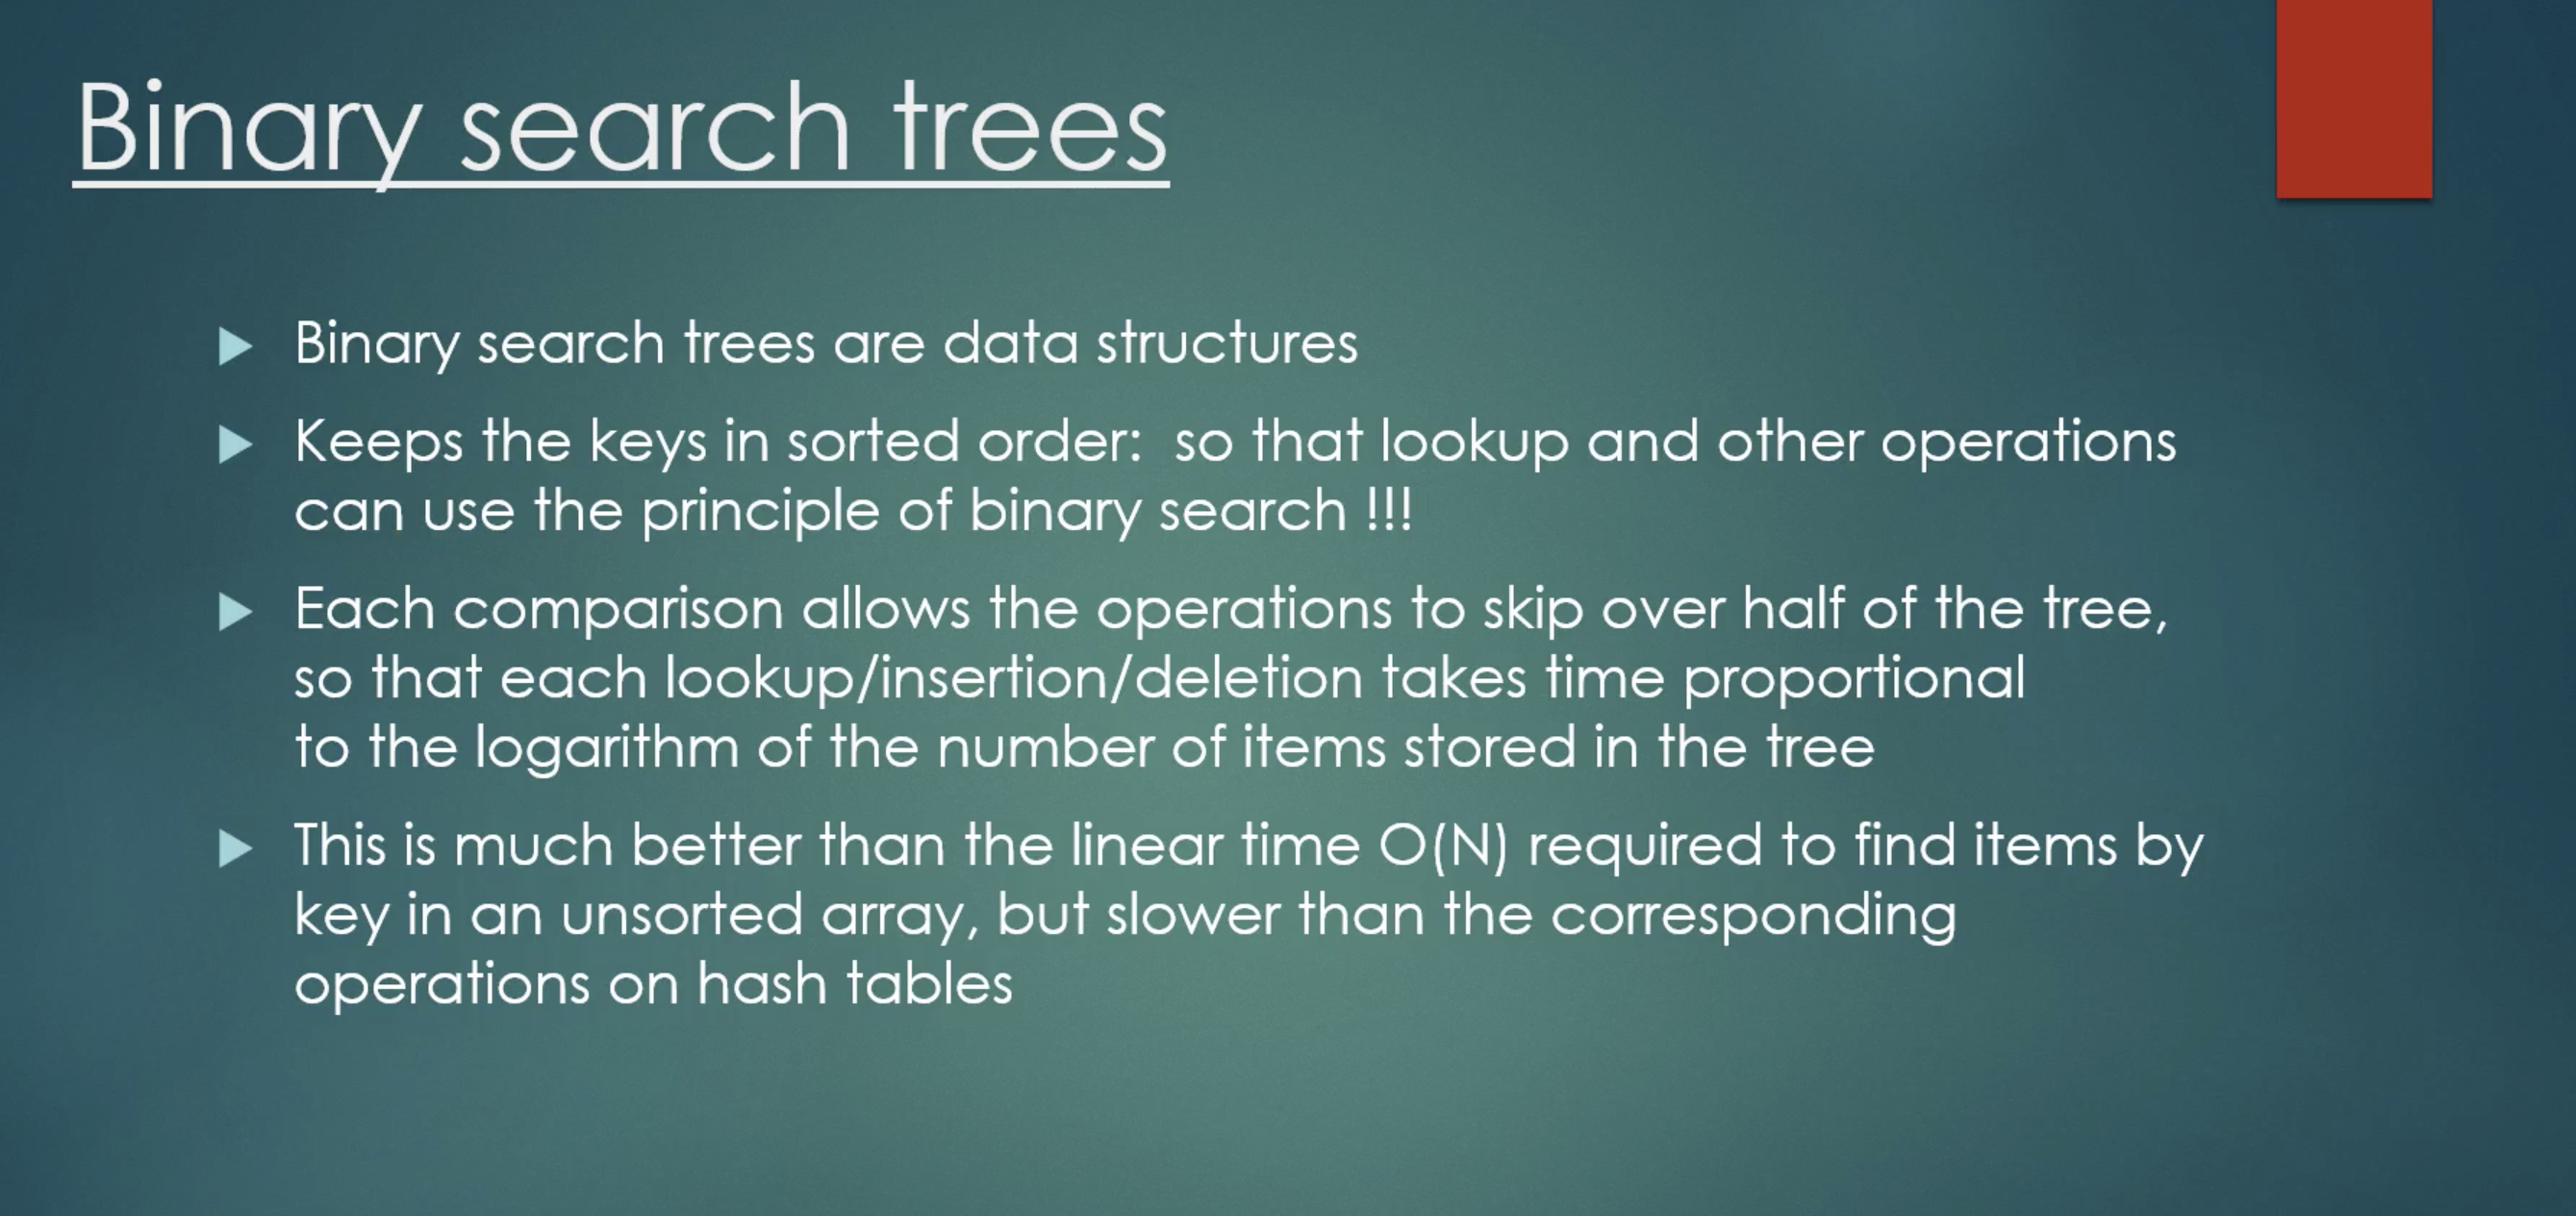 Binary search trees
Binary search trees are data structures
Keeps the keys in sorted order:  so that lookup and other operations
can use the principle of binary search !!!
Each comparison allows the operations to skip over half of the tree,
so that each lookup/insertion/deletion takes time proportional
to the logarithm of the number of items stored in the tree
This is much better than the linear time O(N) required to find items by
key in an unsorted array, but slower than the corresponding
operations on hash tables